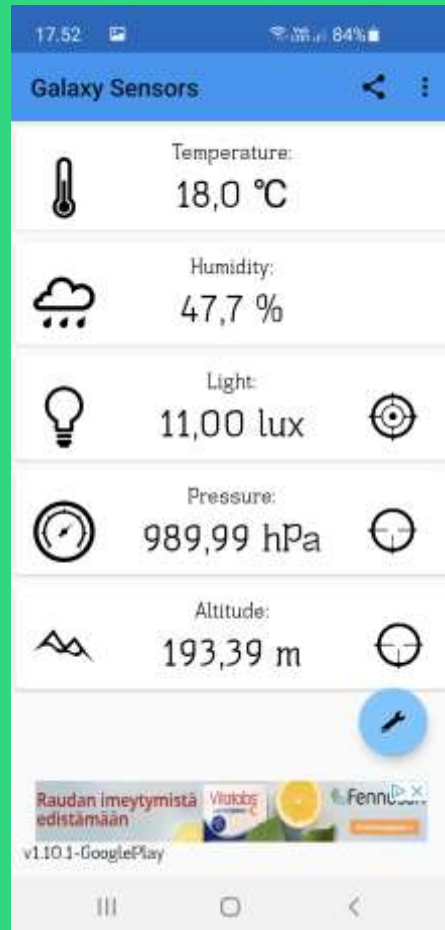 17.52 84%
Galaxy Sensors
Temperature:
18,0 °C
Humidity:
47,7 %
Light:
11,00 lux
Pressure:
989,99 hPa
Altitude:
193,39 m
Raudan imeytymistä
edistämään
Vitatabs
v1.10.1-GooglePlay